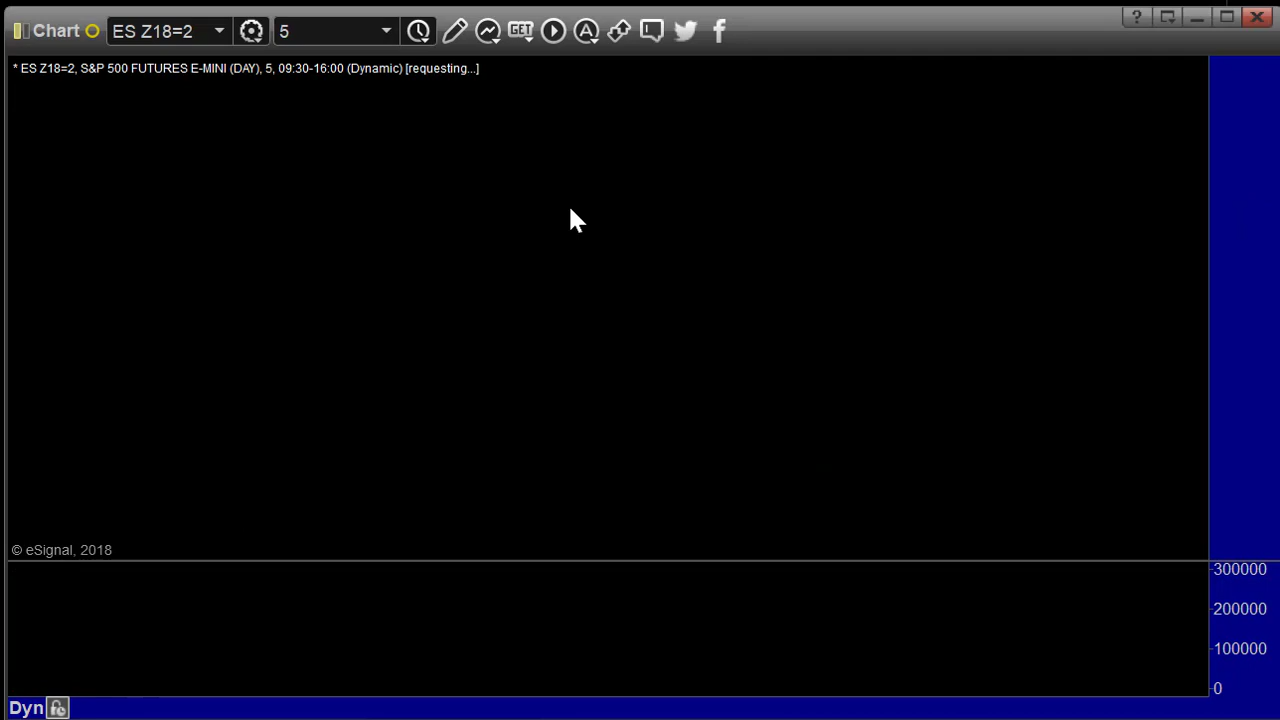 Chart ES Z18=2 5 GET A
* ES Z18=2, S&P 500 FUTURES E-MINI (DAY), 5, 09:30-16:00 (Dynamic) [requesting...]
© eSignal, 2018
300000
200000
100000
0
Dyn